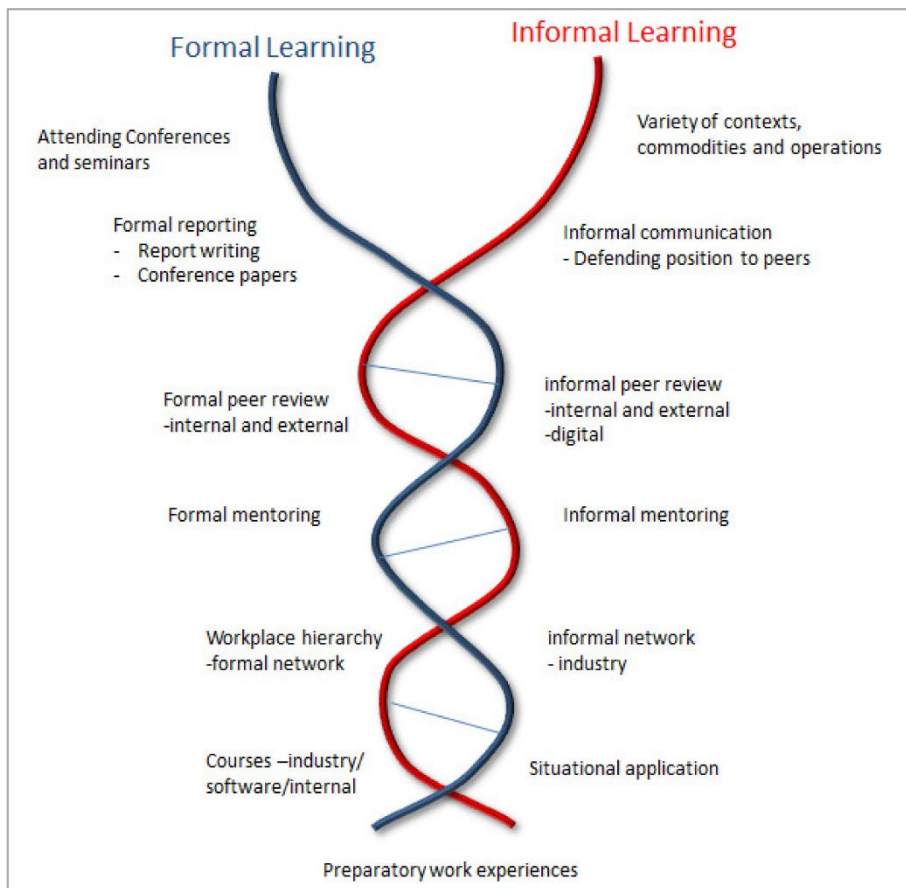 Formal Learning
Informal Learning
Attending Conferences
and seminars
Variety of contexts,
commodities and operations
Formal reporting
- Report writing
- Conference papers
Informal communication
- Defending position to peers
Formal peer review
-internal and external
informal peer review
-internal and external
-digital
Formal mentoring
Informal mentoring
Workplace hierarchy
-formal network
informal network
- industry
Courses –industry/
software/internal
Situational application
Preparatory work experiences